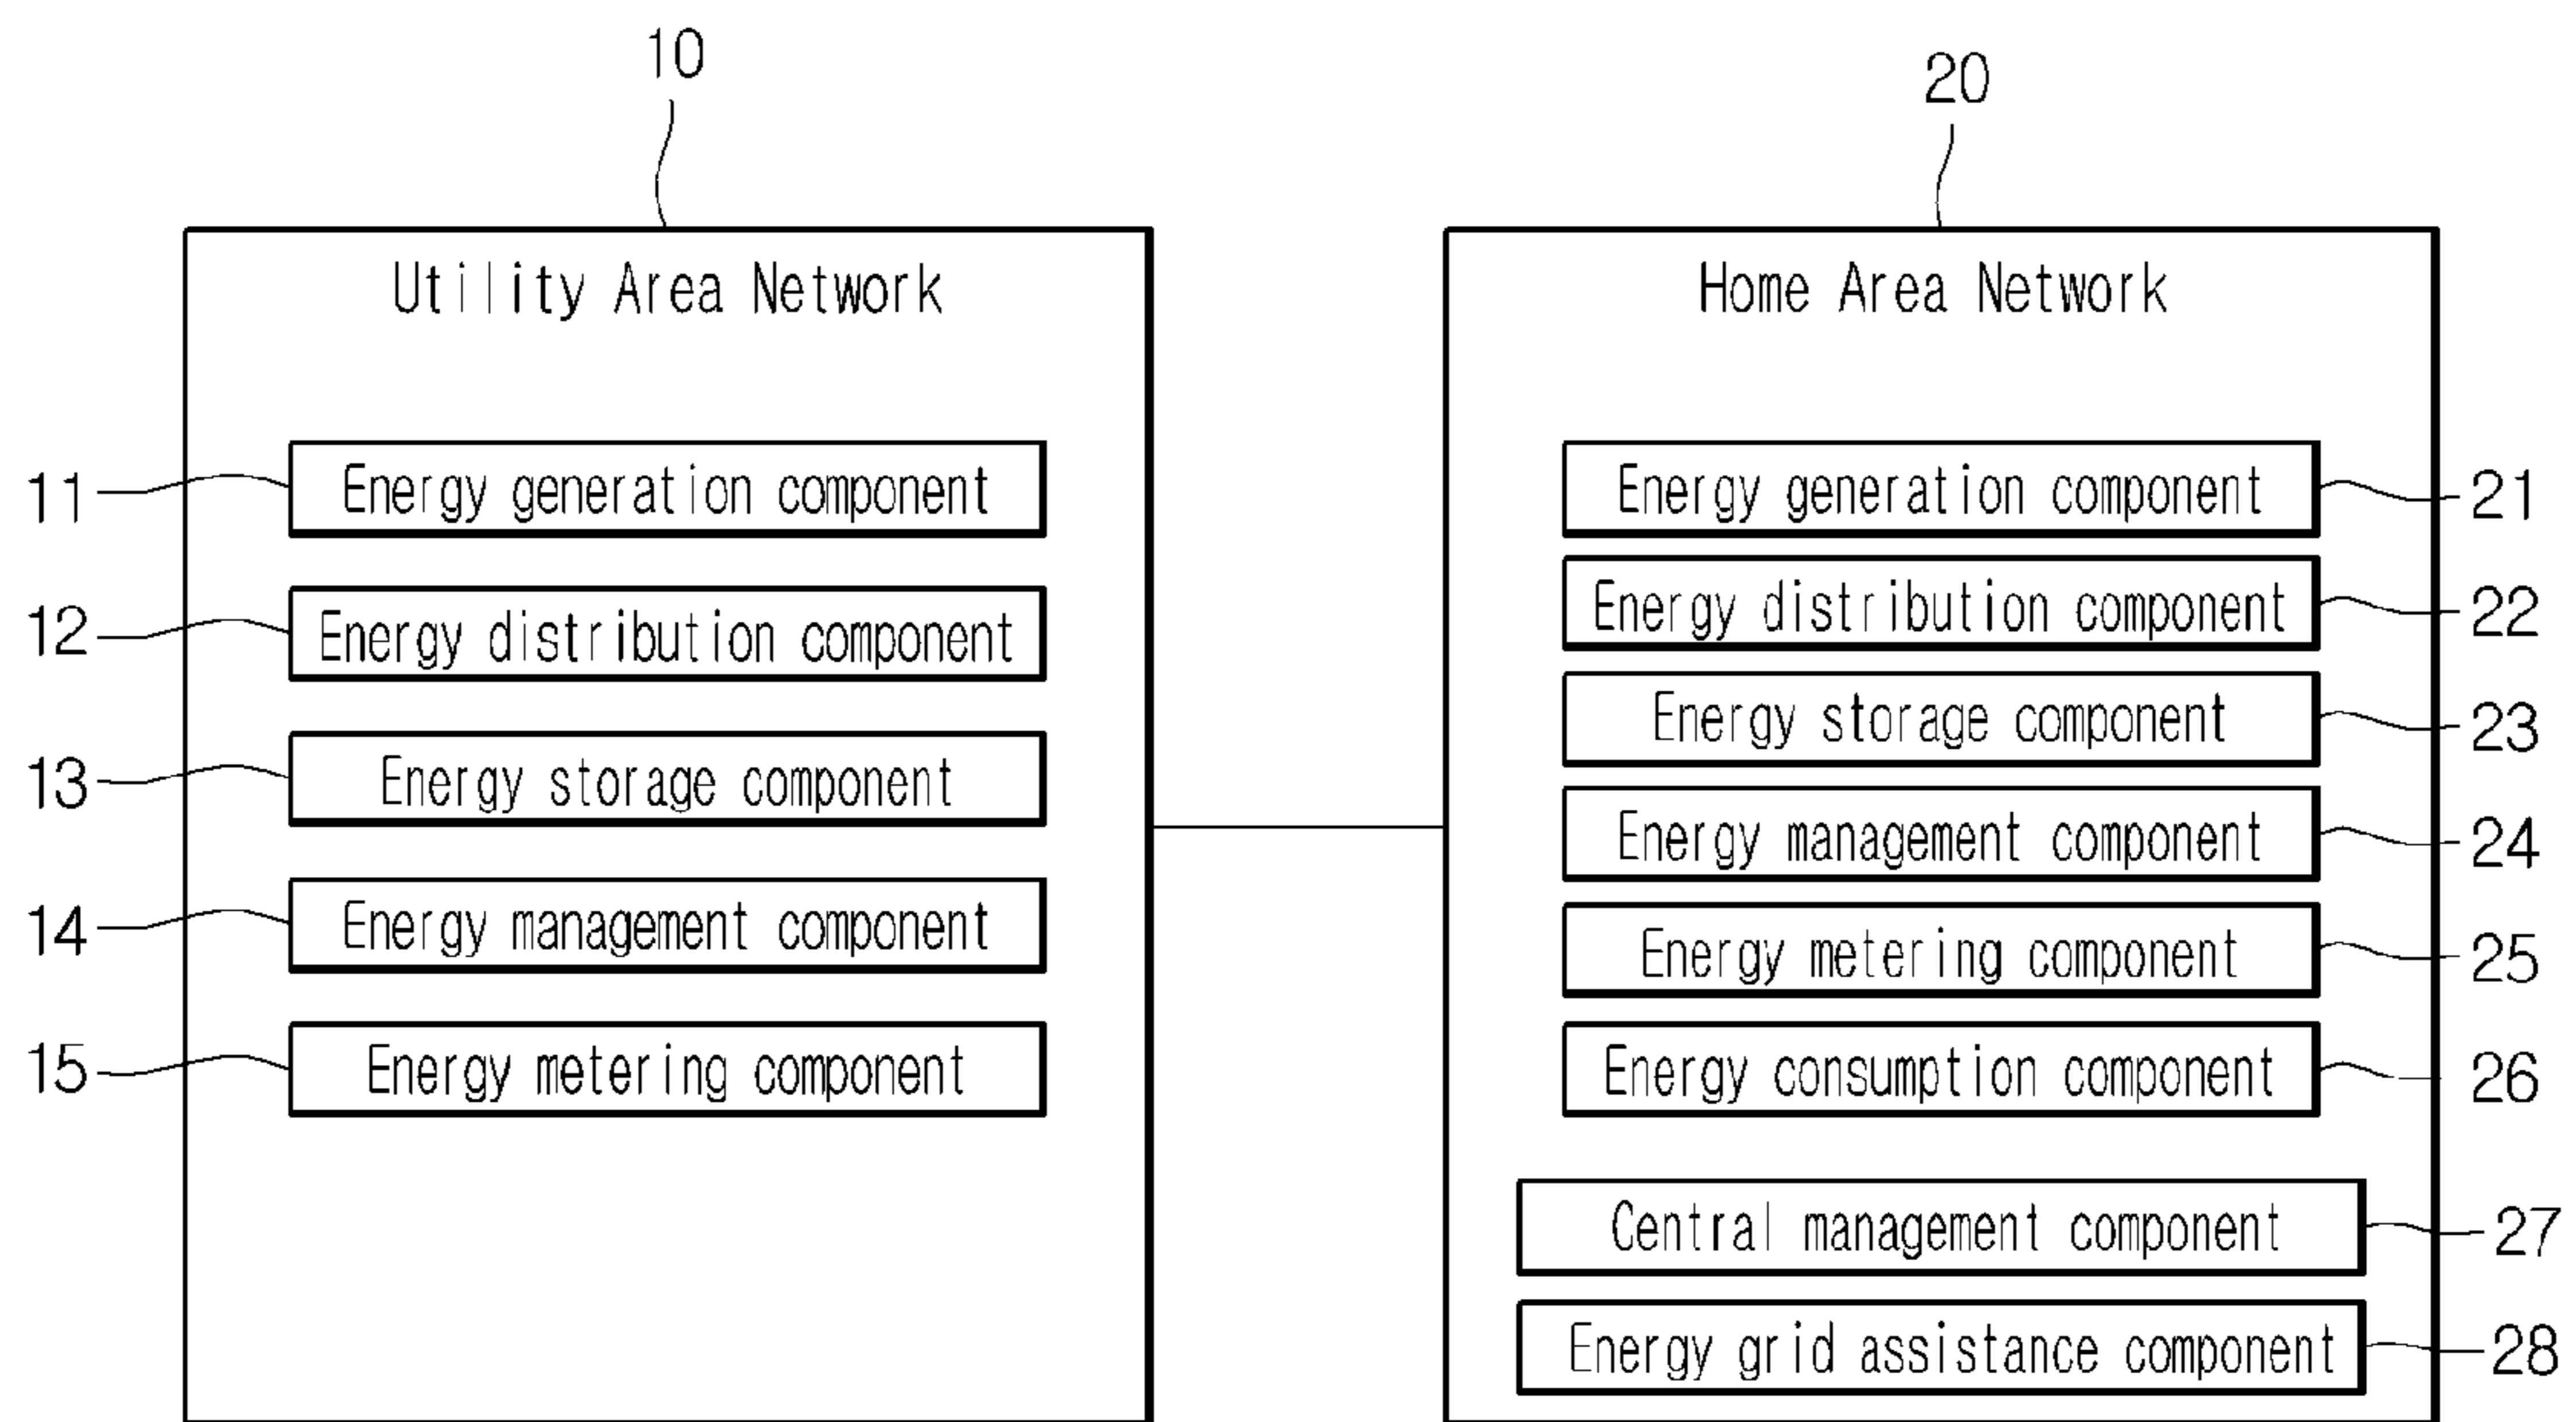 10
20
Utility Area Network
Home Area Network
11
Energy generation component
12
Energy distribution component
13
Energy storage component
14
Energy management component
15
Energy metering component
Energy generation component
21
Energy distribution component
22
Energy storage component
23
Energy management component
24
Energy metering component
25
Energy consumption component
26
Central management component
27
Energy grid assistance component
28